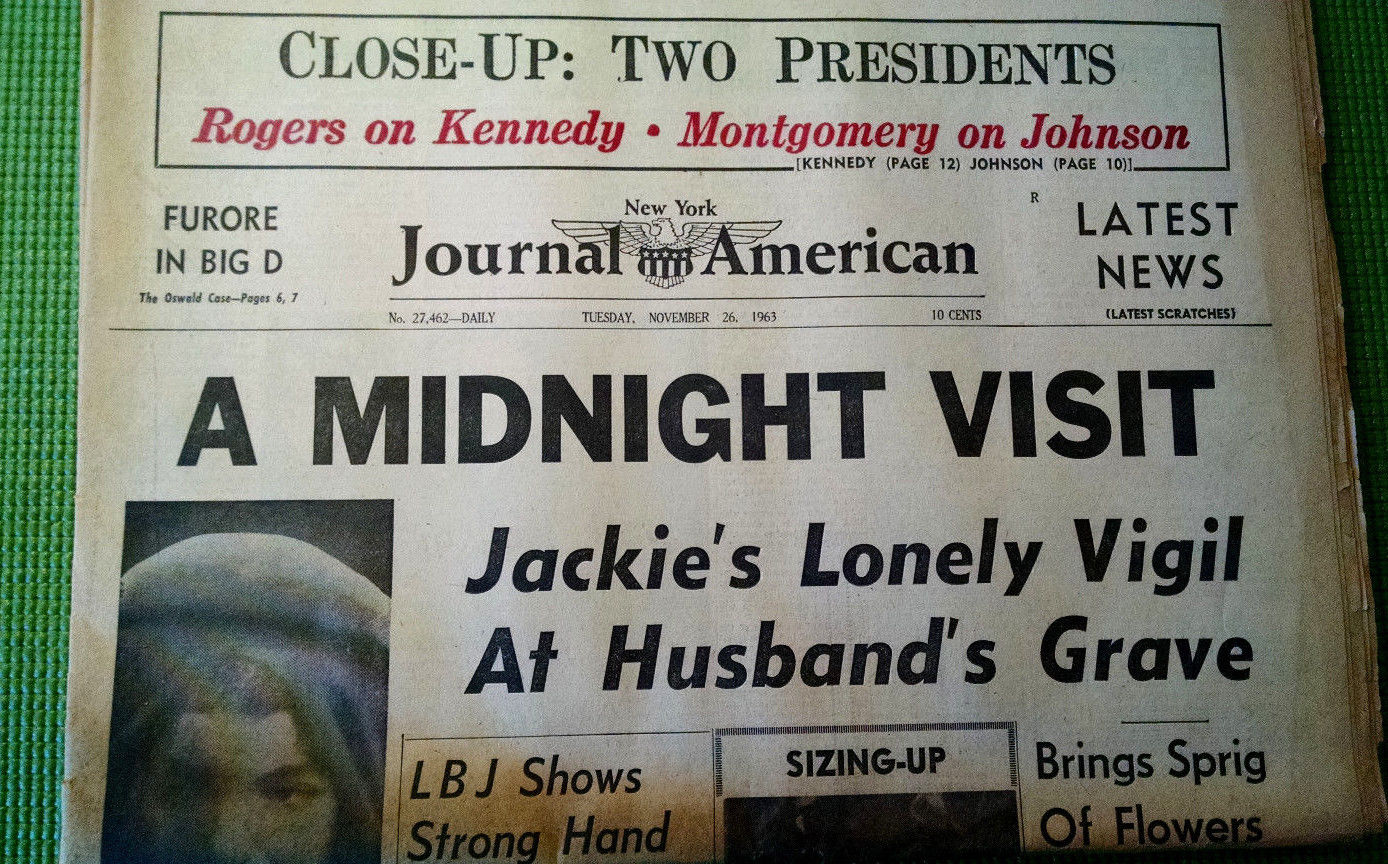 CLOSE-UP: TWO PRESIDENTS
Rogers on Kennedy • Montgomery on Johnson
[KENNEDY (PAGE 12) JOHNSON (PAGE 10)]
FURORE
IN BIG D
The Oswald Case—Pages 6, 7
New York
Journal American
R
LATEST
NEWS
(LATEST SCRATCHES)
No. 27,462—DAILY
TUESDAY, NOVEMBER 26, 1963
10 CENTS
A MIDNIGHT VISIT
Jackie's Lonely Vigil
At Husband's Grave
LBJ Shows
Strong Hand
SIZING-UP
Brings Sprig
Of Flowers